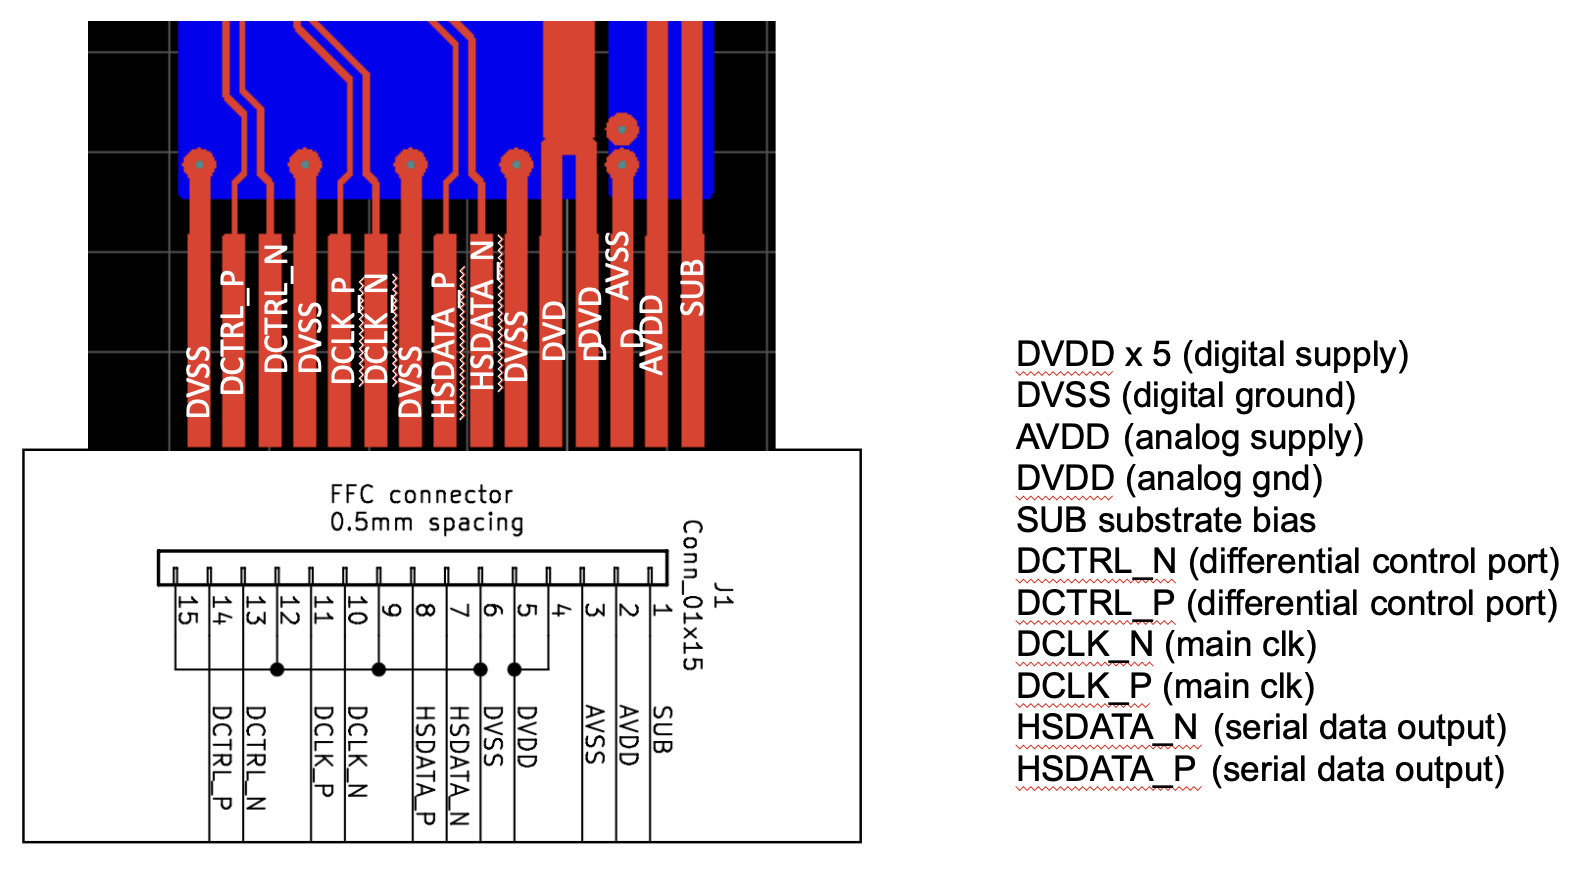 DVSS
DCTRL_P
DCTRL_N
DVSS
DCLK_P
DCLK_N
DVSS
HSDATA_P
HSDATA_N
DVSS
DVD
D
DVD
D
AVSS
AVDD
SUB
FFC connector
0.5mm spacing
Conn_01x15
J1
15
14
13
12
11
10
9
8
7
6
5
4
3
2
1
DCTRL_P
DCTRL_N
DCLK_P
DCLK_N
HSDATA_P
HSDATA_N
DVSS
DVDD
AVSS
AVDD
SUB
DVDD x 5 (digital supply)
DVSS (digital ground)
AVDD (analog supply)
DVDD (analog gnd)
SUB substrate bias
DCTRL_N (differential control port)
DCTRL_P (differential control port)
DCLK_N (main clk)
DCLK_P (main clk)
HSDATA_N (serial data output)
HSDATA_P (serial data output)